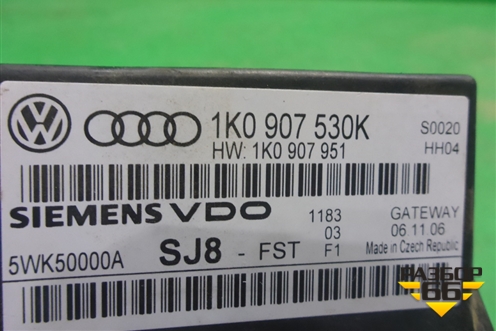 1K0 907 530K
S0020
HW: 1K0 907 951
HH04
SIEMENS VDO
1183
GATEWAY
03
06.11.06
5WK50000A
SJ8 - FST
F1
Made in Czech Republic
НАЗБОР
66